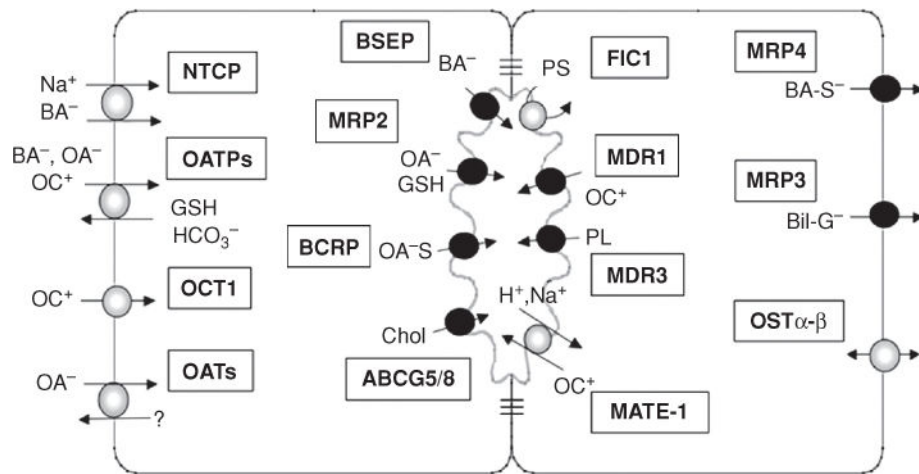 BSEP
FIC1
MRP4
NTCP
Na⁺
BA⁻
BA⁻
PS
BA-S⁻
MRP2
BA⁻, OA⁻
OC⁺
OATPs
OA⁻
GSH
MDR1
OC⁺
MRP3
GSH
HCO₃⁻
Bil-G⁻
BCRP
OA⁻S
PL
MDR3
OC⁺
OCT1
H⁺,Na⁺
OSTα-β
Chol
OA⁻
OATs
ABCG5/8
OC⁺
MATE-1
?